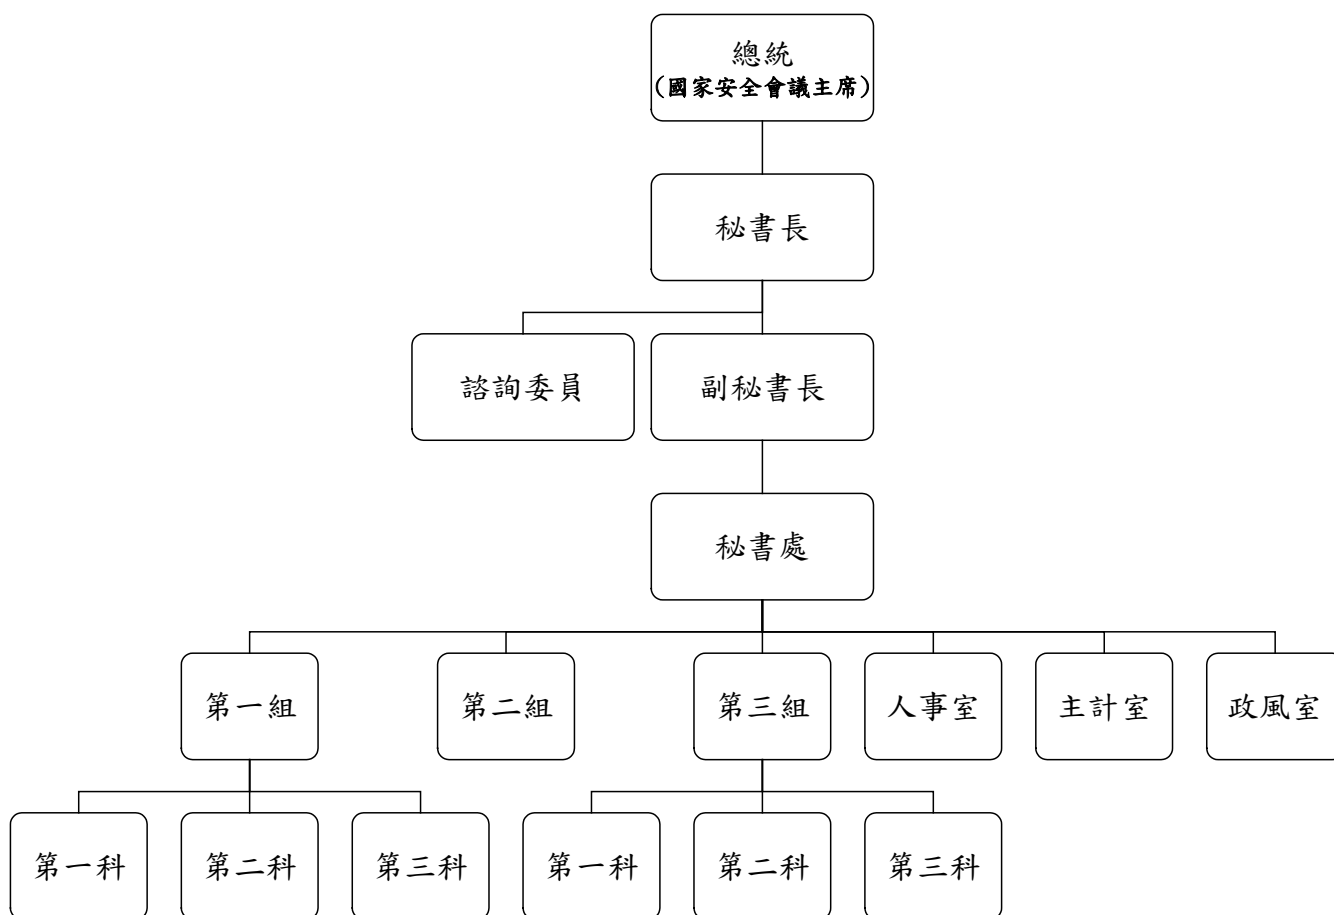 總統
(國家安全會議主席)
秘書長
諮詢委員
副秘書長
秘書處
第一組
第二組
第三組
人事室
主計室
政風室
第一科
第二科
第三科
第一科
第二科
第三科